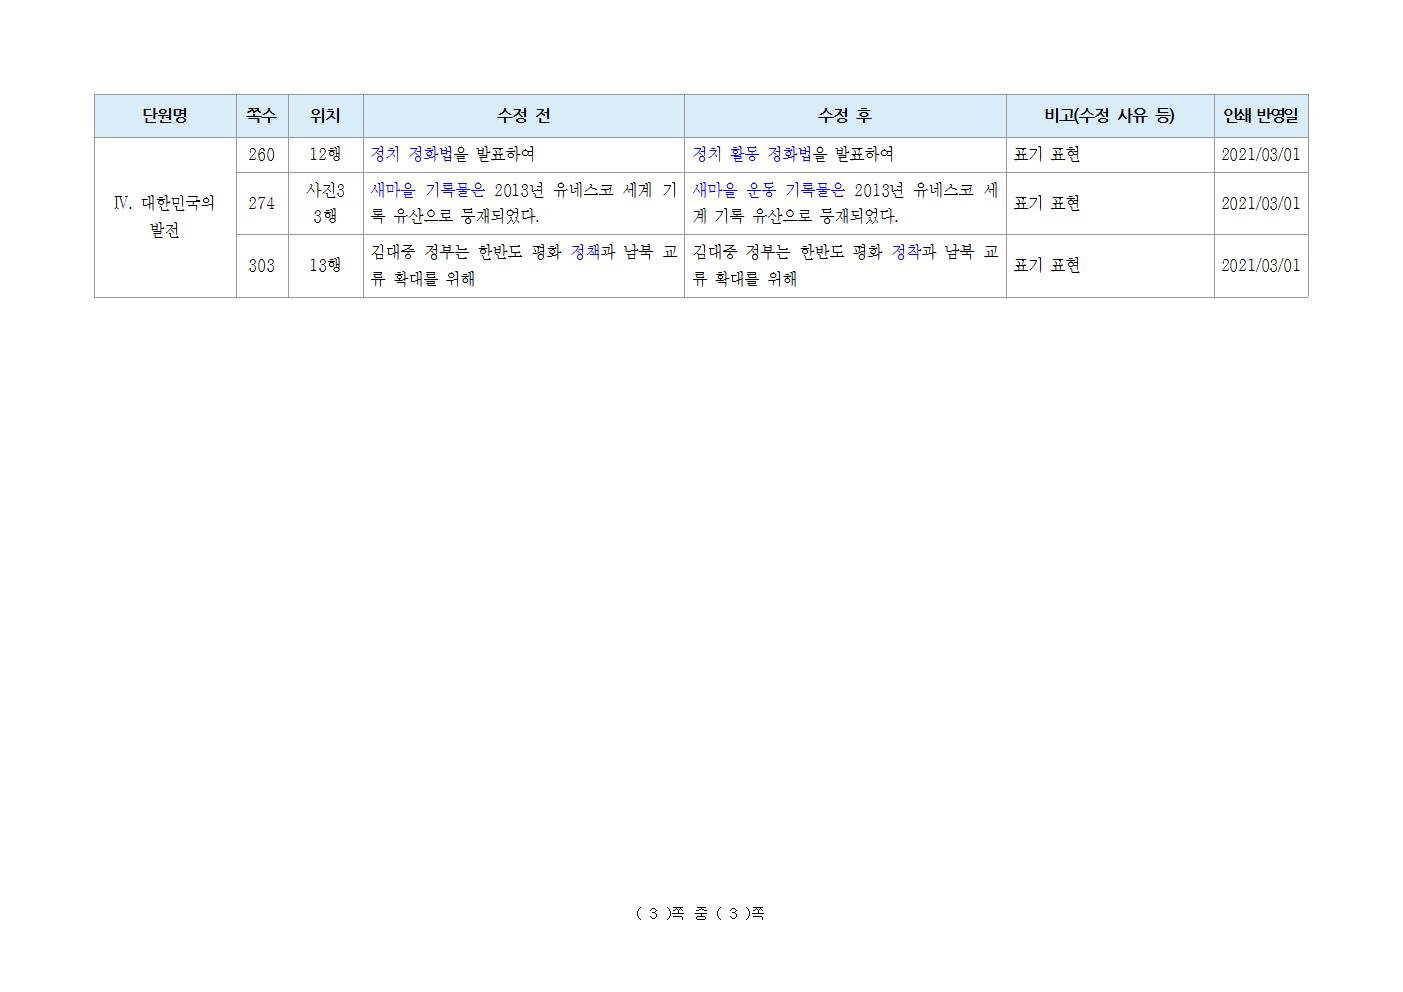 단원명 쪽수 위치 수정 전 수정 후 비고(수정 사유 등) 인쇄 반영일
Ⅳ. 대한민국의
발전
260 12행 정치 정화법을 발표하여 정치 활동 정화법을 발표하여 표기 표현 2021/03/01
274 사진3 새마을 기록물은 2013년 유네스코 세계 기 새마을 운동 기록물은 2013년 유네스코 세 표기 표현 2021/03/01
3행 록 유산으로 등재되었다. 계 기록 유산으로 등재되었다.
303 13행 김대중 정부는 한반도 평화 정책과 남북 교 김대중 정부는 한반도 평화 정착과 남북 교 표기 표현 2021/03/01
류 확대를 위해 류 확대를 위해
( 3 )쪽 중 ( 3 )쪽